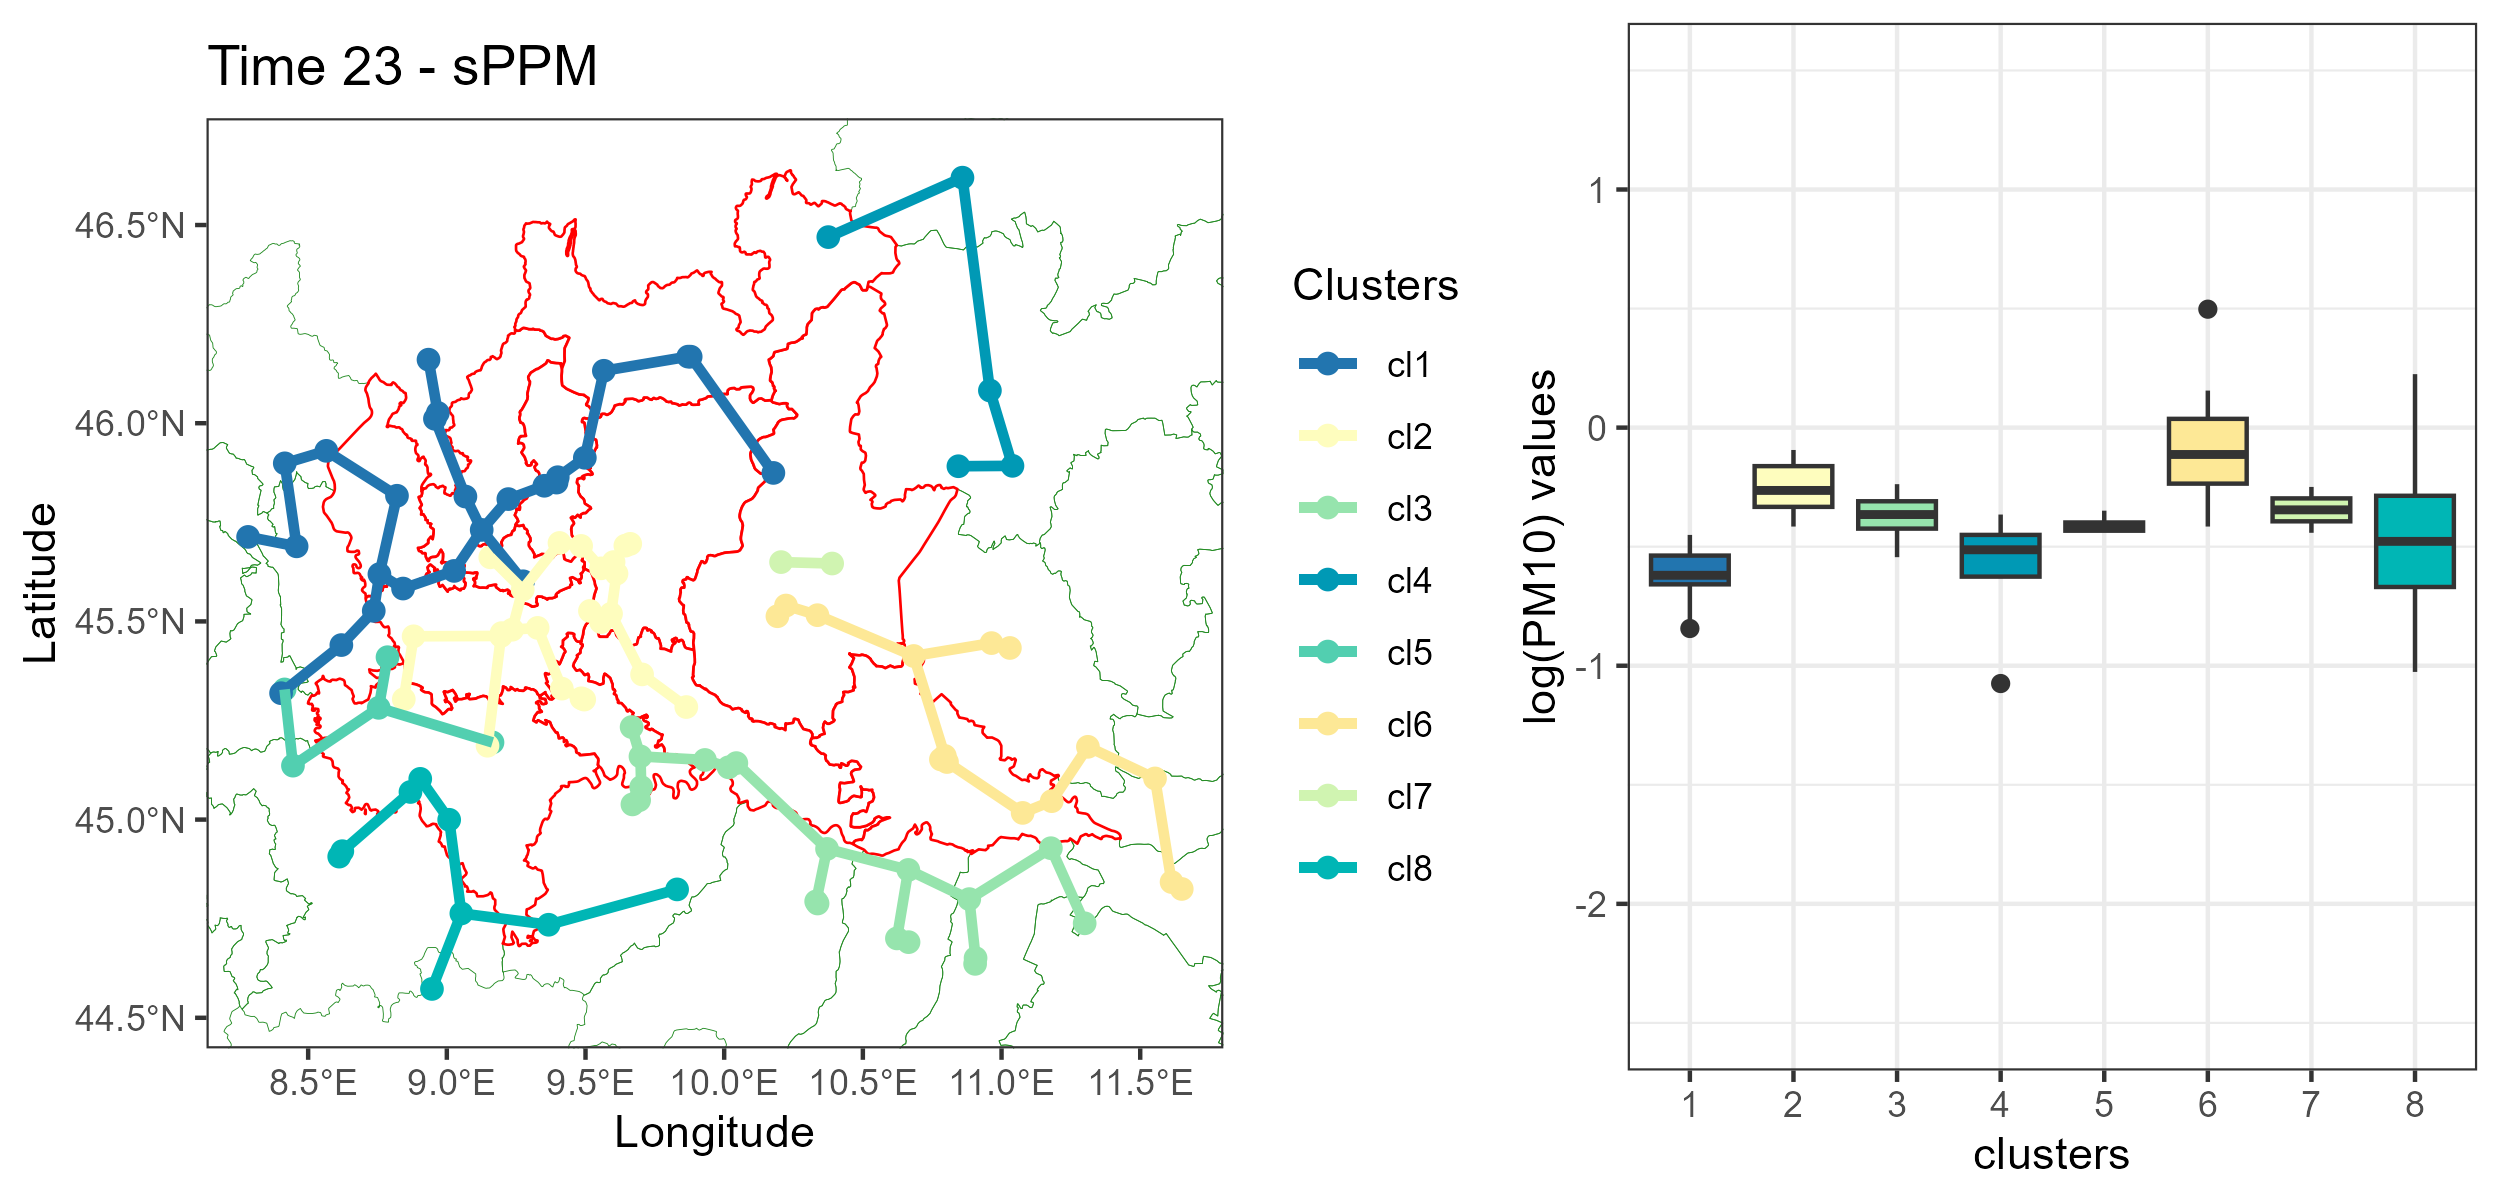 Time 23 - sPPM
46.5°N
46.0°N
45.5°N
45.0°N
44.5°N
Latitude
8.5°E 9.0°E 9.5°E 10.0°E 10.5°E 11.0°E 11.5°E
Longitude
Clusters
cl1
cl2
cl3
cl4
cl5
cl6
cl7
cl8
log(PM10) values
1
0
-1
-2
1 2 3 4 5 6 7 8
clusters